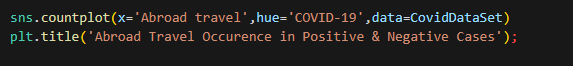 sns.countplot(x='Abroad travel',hue='COVID-19',data=CovidDataSet)
plt.title('Abroad Travel Occurence in Positive & Negative Cases');